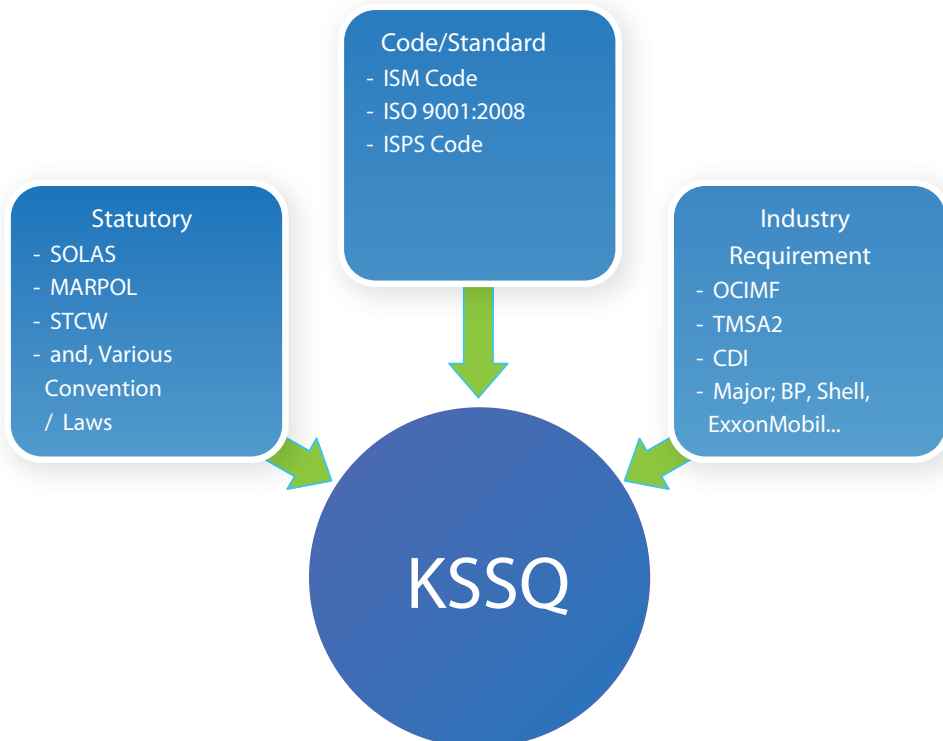 Code/Standard
- ISM Code
- ISO 9001:2008
- ISPS Code
Statutory
- SOLAS
- MARPOL
- STCW
- and, Various
Convention
/ Laws
Industry
Requirement
- OCIMF
- TMSA2
- CDI
- Major; BP, Shell,
ExxonMobil...
KSSQ